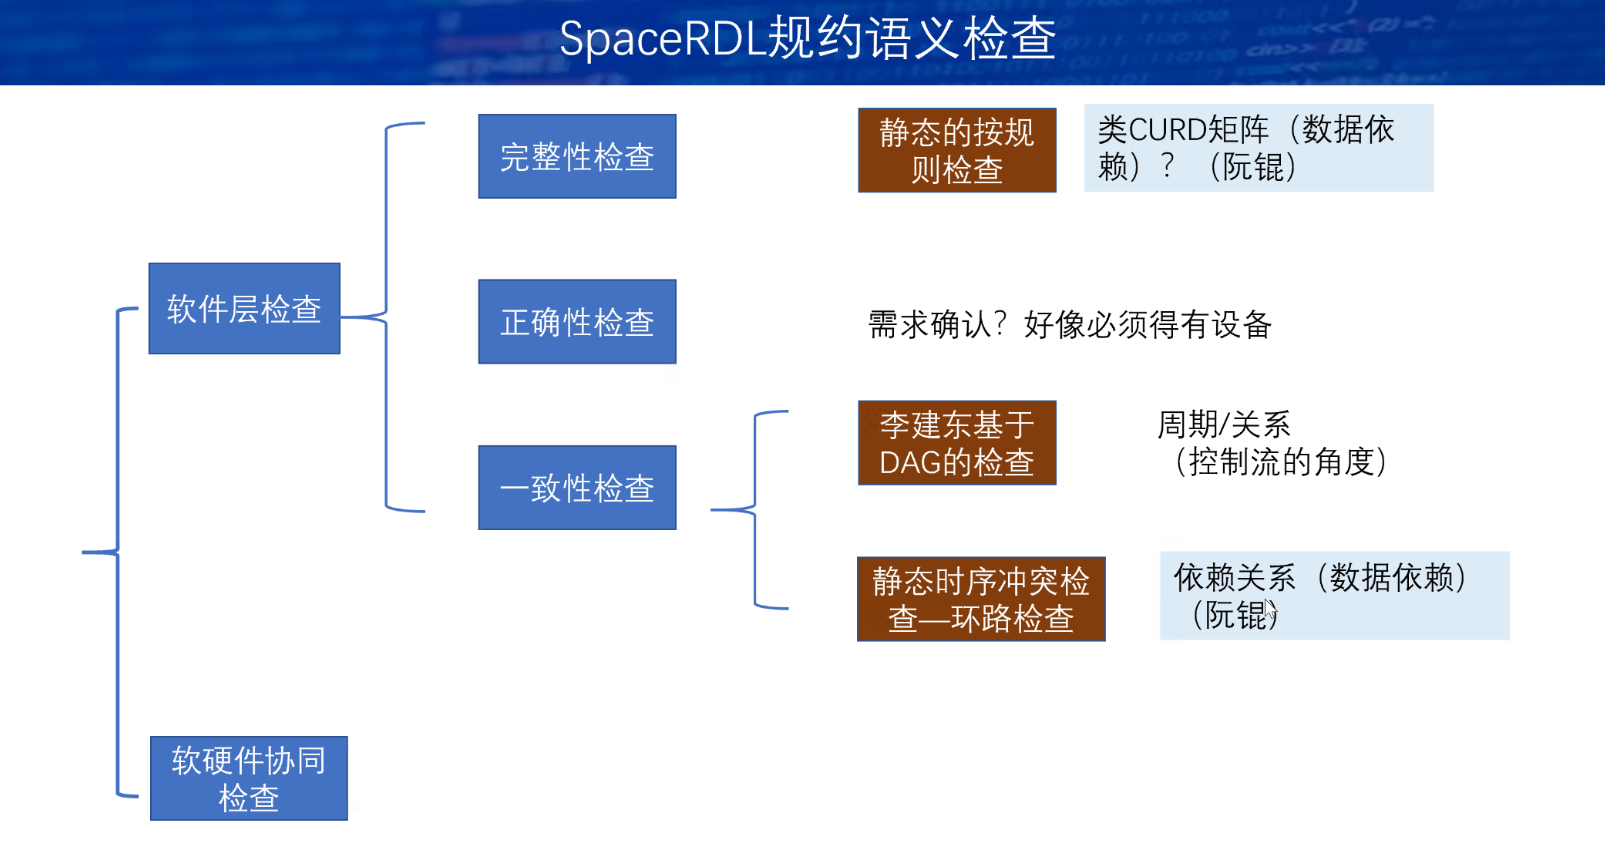 SpaceRDL规约语义检查
完整性检查
静态的按规
则检查
类CURD矩阵（数据依
赖）？（阮锟）
软件层检查
正确性检查
需求确认？好像必须得有设备
一致性检查
李建东基于
DAG的检查
周期/关系
（控制流的角度）
静态时序冲突检
查—环路检查
依赖关系（数据依赖）
（阮锟）
软硬件协同
检查